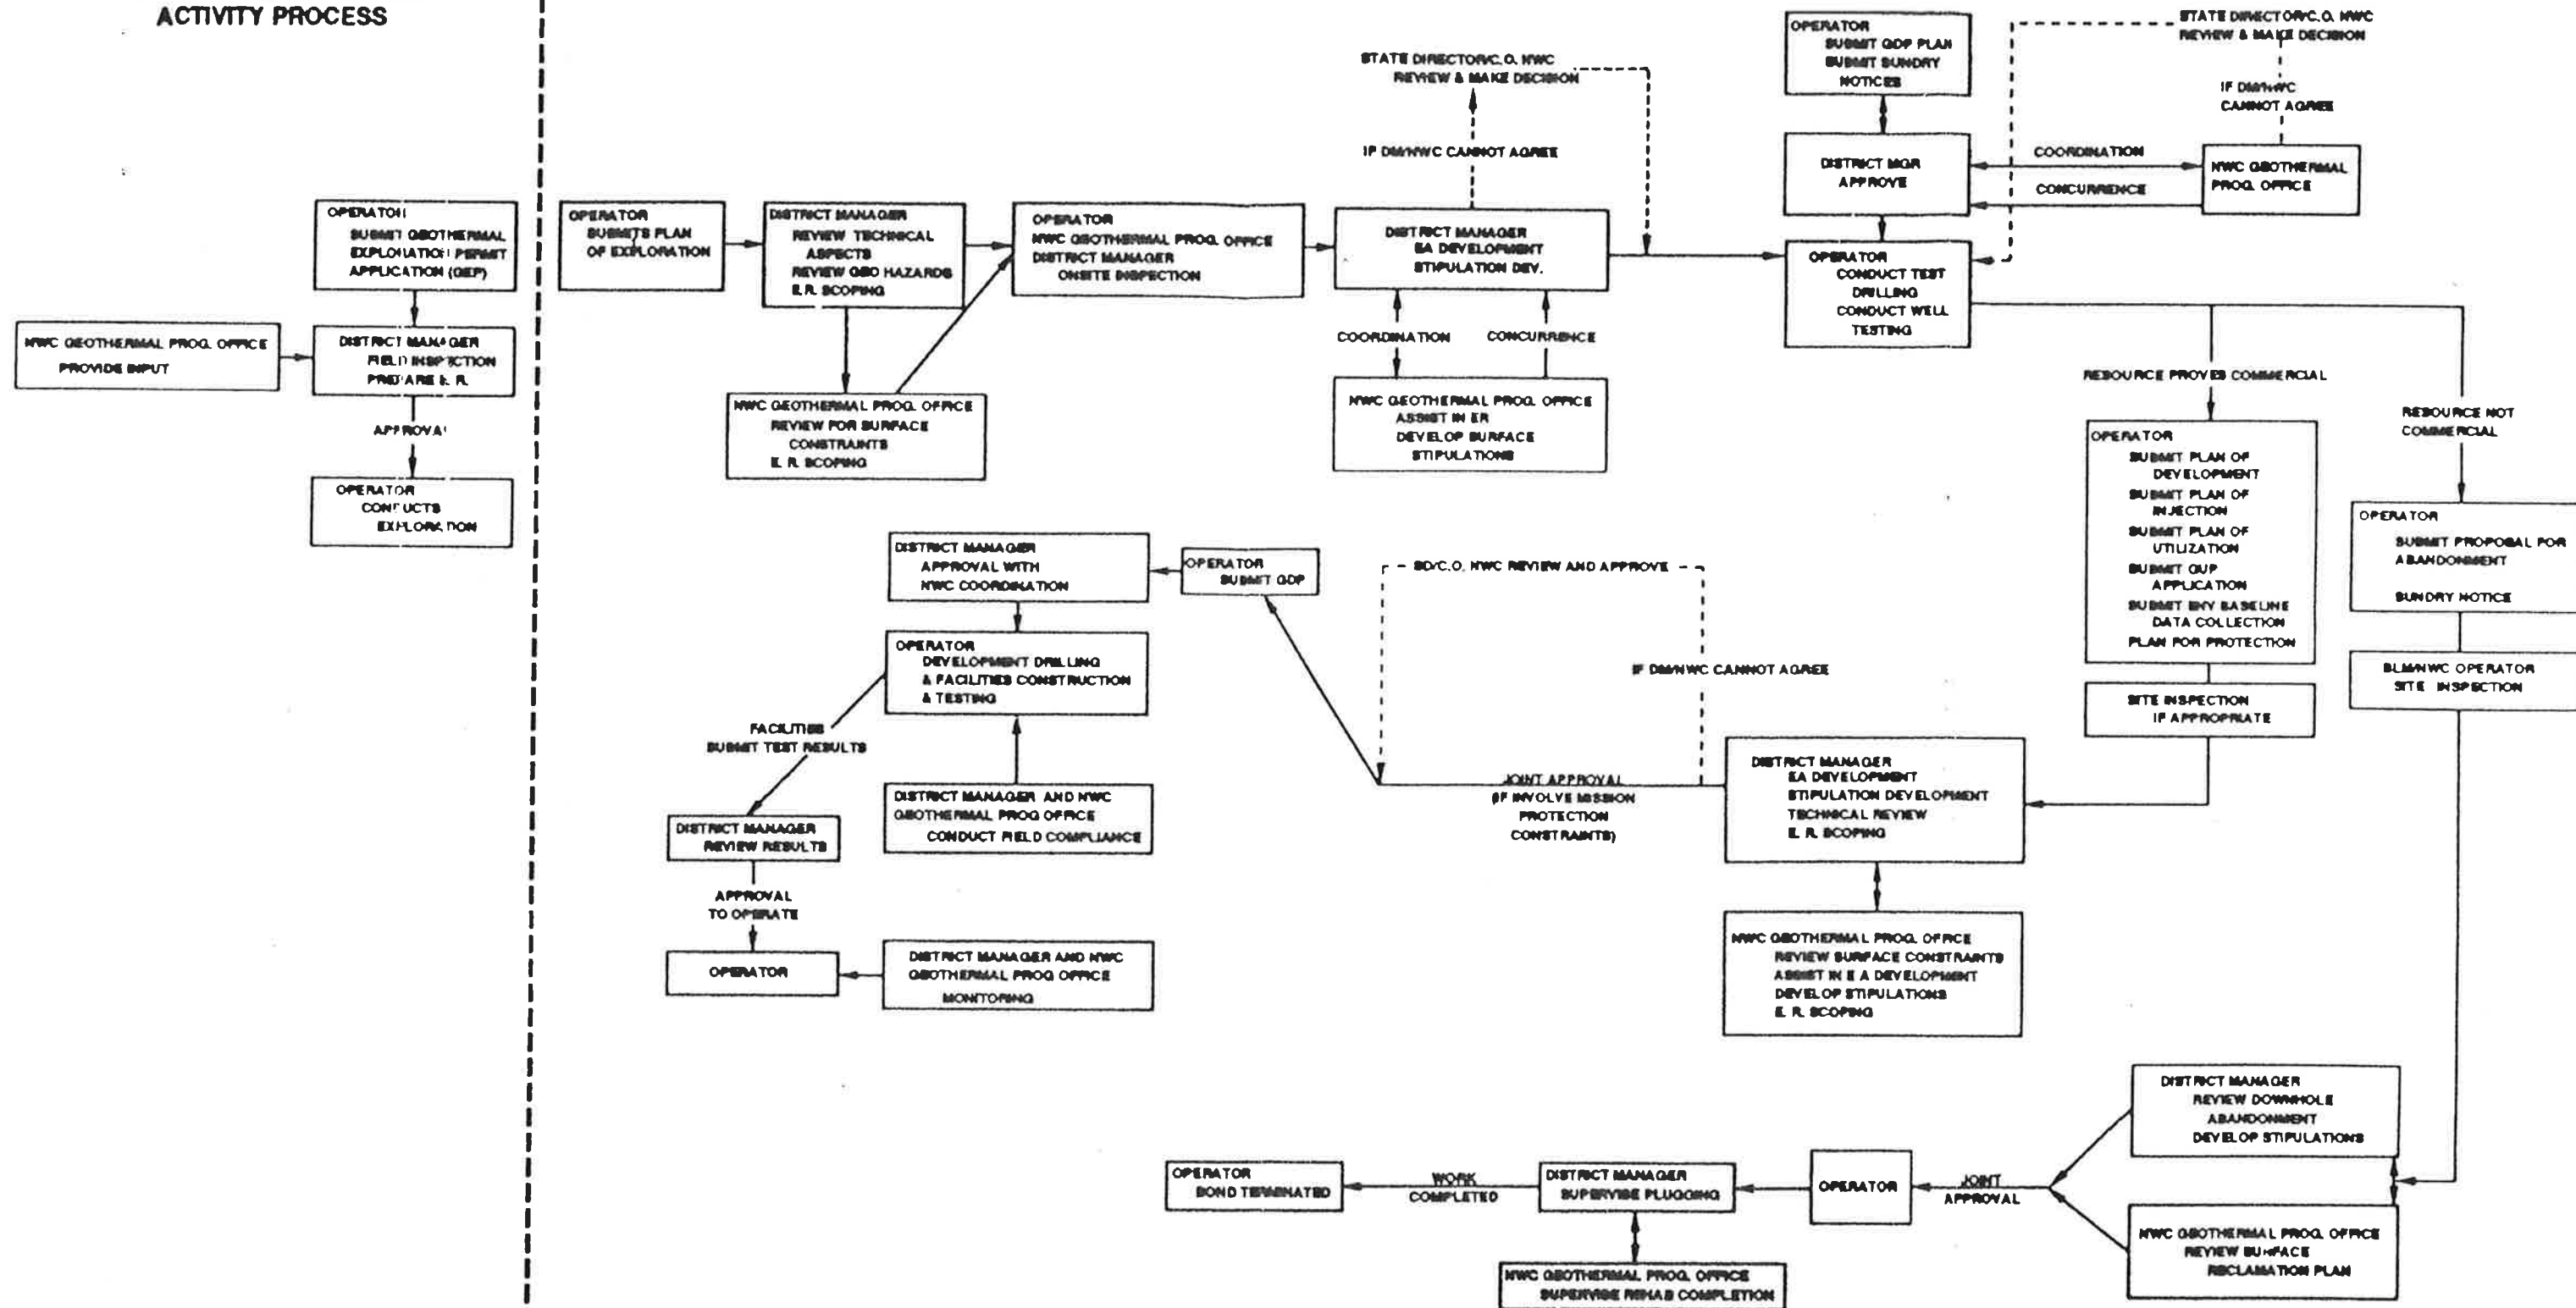 ACTIVITY PROCESS
OPERATOR
SUBMIT GEOTHERMAL
EXPLORATION PERMIT
APPLICATION (GEP)
NWC GEOTHERMAL PROG. OFFICE
PROVIDE INPUT
DISTRICT MANAGER
FIELD INSPECTION
PREPARE E. R.
APPROVAL
OPERATOR
CONDUCTS
EXPLORATION
OPERATOR
SUBMITS PLAN
OF EXPLORATION
DISTRICT MANAGER
REVIEW TECHNICAL
ASPECTS
REVIEW GEO HAZARDS
E. R. SCOPING
NWC GEOTHERMAL PROG. OFFICE
REVIEW FOR SURFACE
CONSTRAINTS
E. R. SCOPING
OPERATOR
NWC GEOTHERMAL PROG. OFFICE
DISTRICT MANAGER
ONSITE INSPECTION
STATE DIRECTOR/C. O. NWC
REVIEW & MAKE DECISION
IF DM/NWC CANNOT AGREE
DISTRICT MANAGER
EA DEVELOPMENT
STIPULATION DEV.
COORDINATION
CONCURRENCE
NWC GEOTHERMAL PROG. OFFICE
ASSIST IN ER
DEVELOP SURFACE
STIPULATIONS
OPERATOR
SUBMIT GDP PLAN
SUBMIT SUNDRY
NOTICES
DISTRICT MGR
APPROVE
COORDINATION
CONCURRENCE
STATE DIRECTOR/C. O. NWC
REVIEW & MAKE DECISION
IF DM/NWC
CANNOT AGREE
NWC GEOTHERMAL
PROG. OFFICE
OPERATOR
CONDUCT TEST
DRILLING
CONDUCT WELL
TESTING
RESOURCE PROVES COMMERCIAL
RESOURCE NOT
COMMERCIAL
OPERATOR
SUBMIT PLAN OF
DEVELOPMENT
SUBMIT PLAN OF
INJECTION
SUBMIT PLAN OF
UTILIZATION
SUBMIT GUP
APPLICATION
SUBMIT ENV BASELINE
DATA COLLECTION
PLAN FOR PROTECTION
SITE INSPECTION
IF APPROPRIATE
OPERATOR
SUBMIT PROPOSAL FOR
ABANDONMENT
SUNDRY NOTICE
BLM/NWC OPERATOR
SITE INSPECTION
DISTRICT MANAGER
EA DEVELOPMENT
STIPULATION DEVELOPMENT
TECHNICAL REVIEW
E. R. SCOPING
NWC GEOTHERMAL PROG. OFFICE
REVIEW SURFACE CONSTRAINTS
ASSIST IN E A DEVELOPMENT
DEVELOP STIPULATIONS
E. R. SCOPING
SD/C.O. NWC REVIEW AND APPROVE
IF DM/NWC CANNOT AGREE
JOINT APPROVAL
(IF INVOLVE MISSION
PROTECTION
CONSTRAINTS)
OPERATOR
SUBMIT GDP
DISTRICT MANAGER
APPROVAL WITH
NWC COORDINATION
OPERATOR
DEVELOPMENT DRILLING
& FACILITIES CONSTRUCTION
& TESTING
FACILITIES
SUBMIT TEST RESULTS
DISTRICT MANAGER AND NWC
GEOTHERMAL PROG OFFICE
CONDUCT FIELD COMPLIANCE
DISTRICT MANAGER
REVIEW RESULTS
APPROVAL
TO OPERATE
OPERATOR
DISTRICT MANAGER AND NWC
GEOTHERMAL PROG OFFICE
MONITORING
DISTRICT MANAGER
REVIEW DOWNHOLE
ABANDONMENT
DEVELOP STIPULATIONS
NWC GEOTHERMAL PROG. OFFICE
REVIEW SURFACE
RECLAMATION PLAN
JOINT
APPROVAL
OPERATOR
DISTRICT MANAGER
SUPERVISE PLUGGING
NWC GEOTHERMAL PROG. OFFICE
SUPERVISE REHAB COMPLETION
WORK
COMPLETED
OPERATOR
BOND TERMINATED